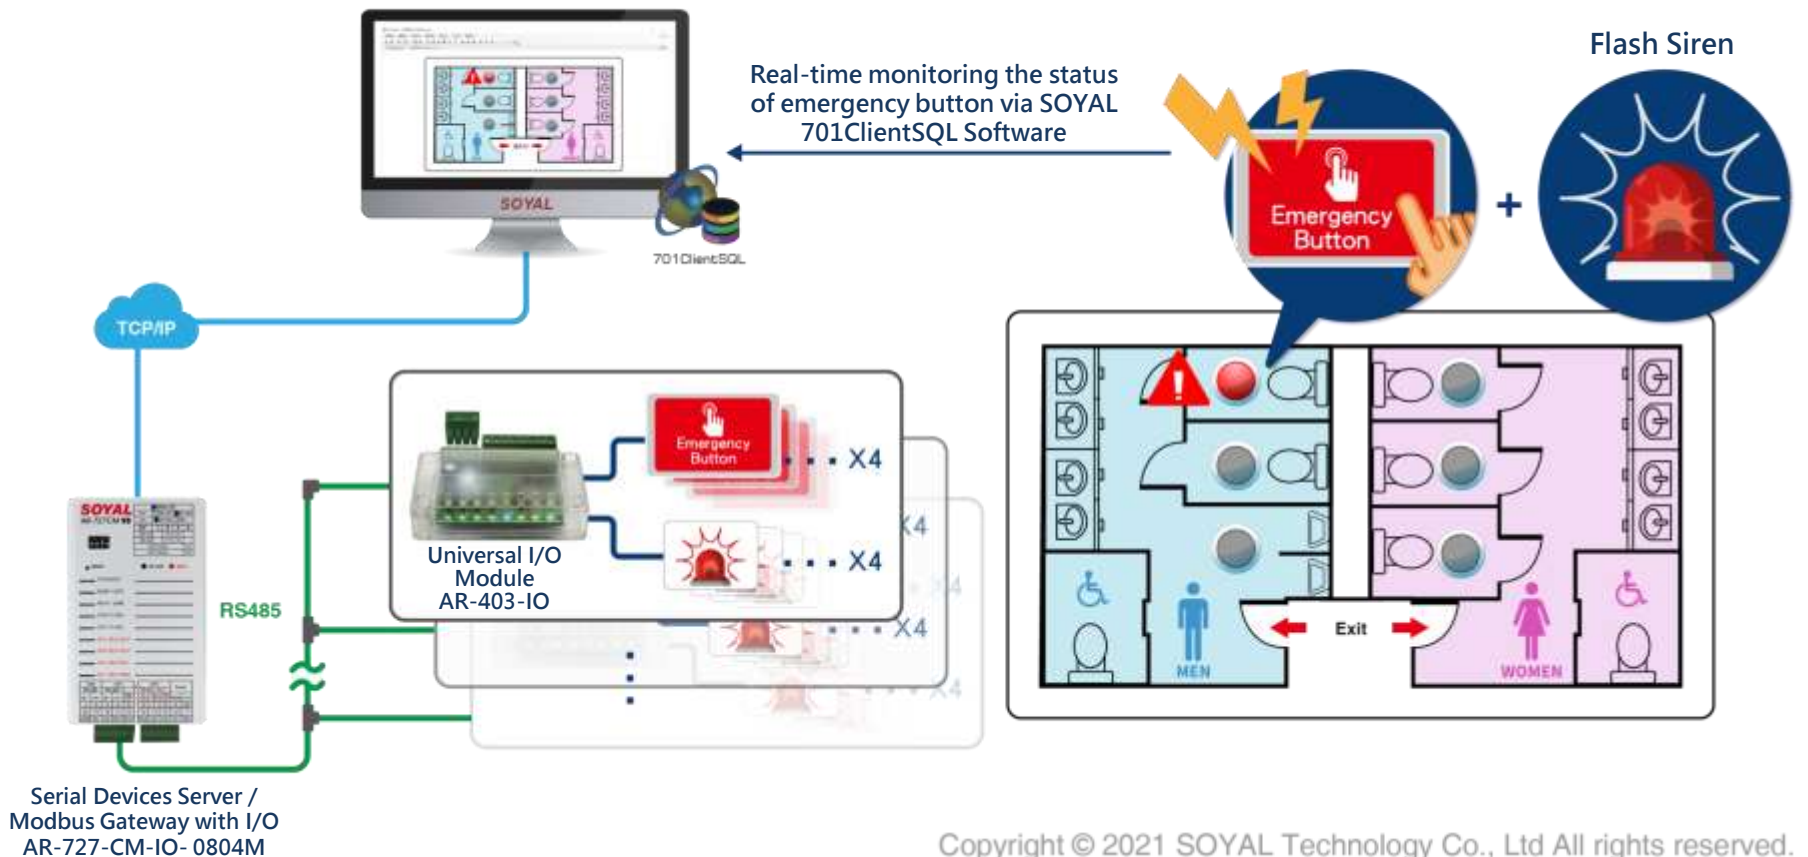 Flash Siren
Real-time monitoring the status
of emergency button via SOYAL
701ClientSQL Software
Emergency
Button
SOYAL
701ClientSQL
TCP/IP
Emergency
Button
X4
X4
X4
X4
X4
X4
Universal I/O
Module
AR-403-IO
SOYAL
RS485
MEN
Exit
WOMEN
Serial Devices Server /
Modbus Gateway with I/O
AR-727-CM-IO- 0804M
Copyright © 2021 SOYAL Technology Co., Ltd All rights reserved.